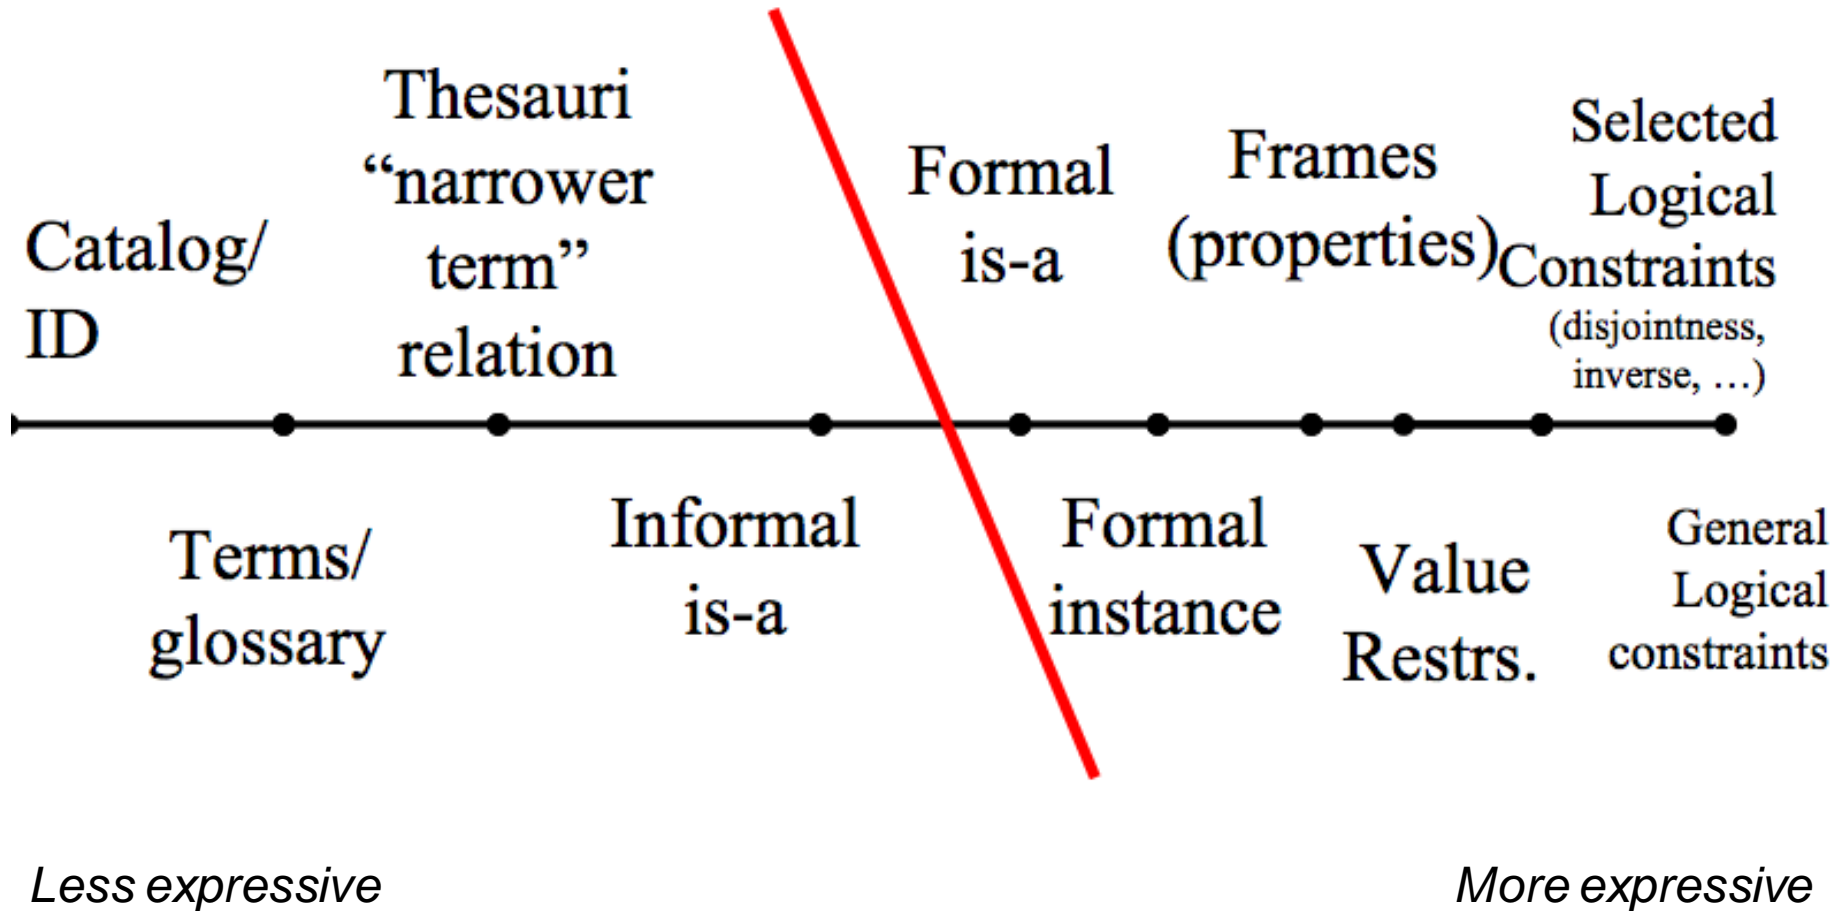 Catalog/
ID
Thesauri
“narrower
term”
relation
Formal
is-a
Frames
(properties)
Selected
Logical
Constraints
(disjointness,
inverse, …)
Terms/
glossary
Informal
is-a
Formal
instance
Value
Restrs.
General
Logical
constraints
Less expressive
More expressive